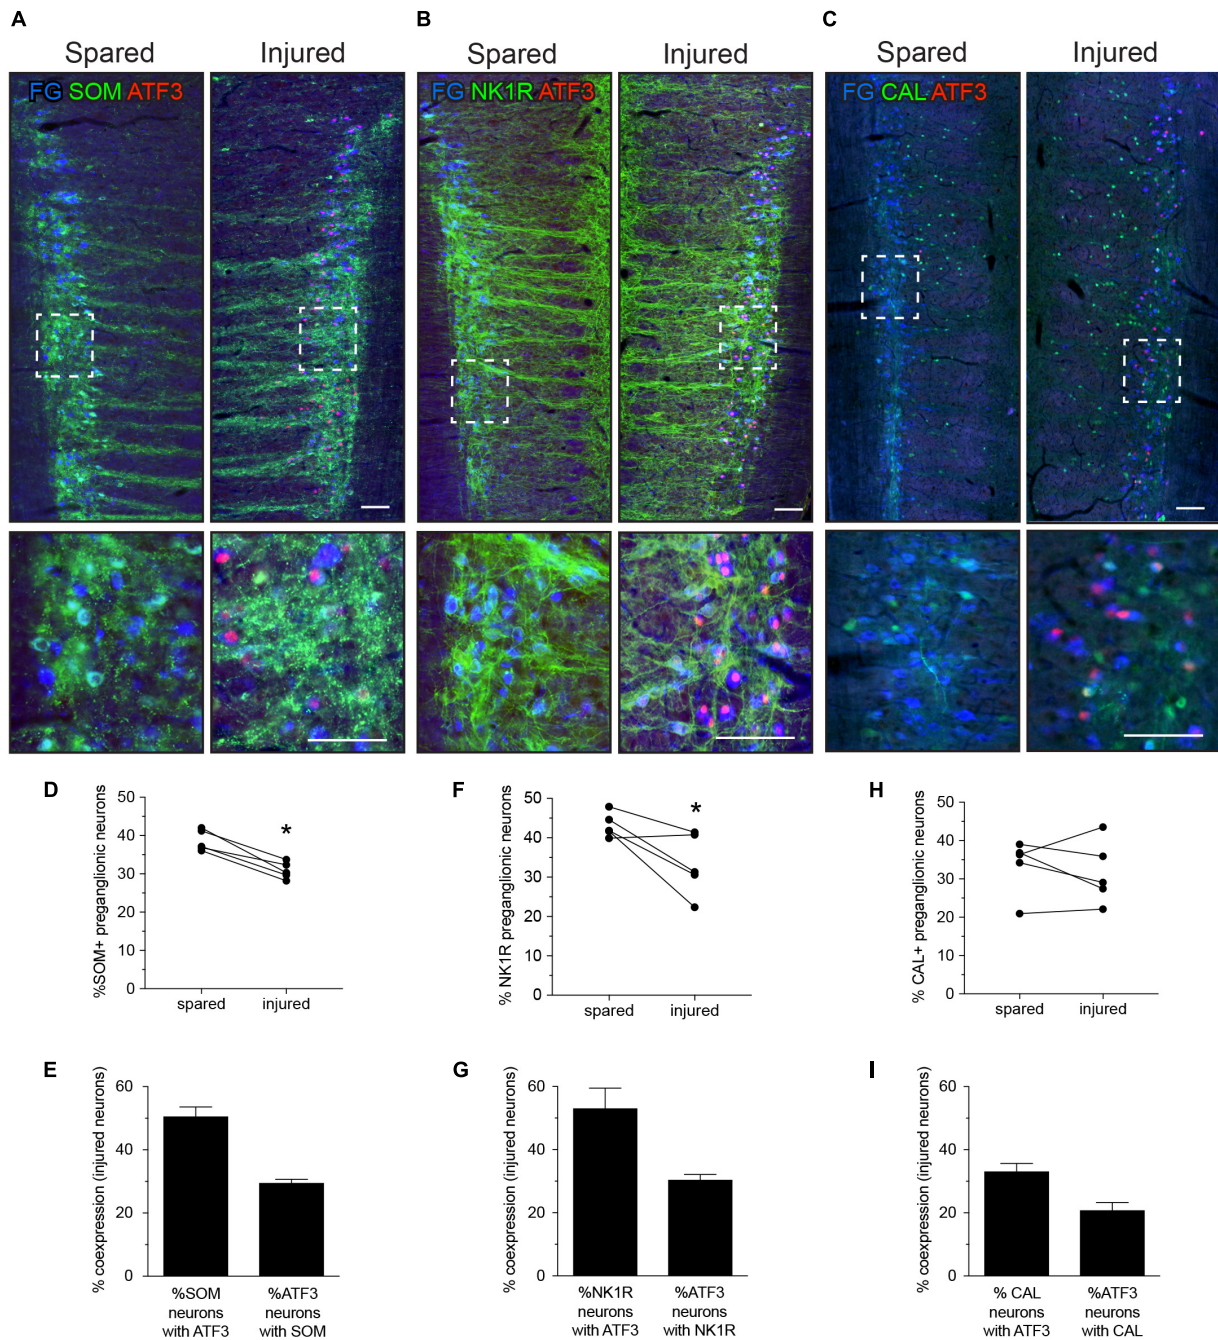 A
B
C
Spared
Injured
Spared
Injured
Spared
Injured
FG SOM ATF3
FG NK1R ATF3
FG CAL ATF3
D
F
H
%SOM+ preganglionic neurons
50
40
30
20
10
0
spared
injured
*
% NK1R preganglionic neurons
50
40
30
20
10
0
spared
injured
*
% CAL+ preganglionic neurons
50
40
30
20
10
0
spared
injured
E
G
I
% coexpression (injured neurons)
60
40
20
0
%SOM
neurons
with ATF3
%ATF3
neurons
with SOM
% coexpression (injured neurons)
60
40
20
0
%NK1R
neurons
with ATF3
%ATF3
neurons
with NK1R
% coexpression (injured neurons)
60
40
20
0
% CAL
neurons
with ATF3
%ATF3
neurons
with CAL